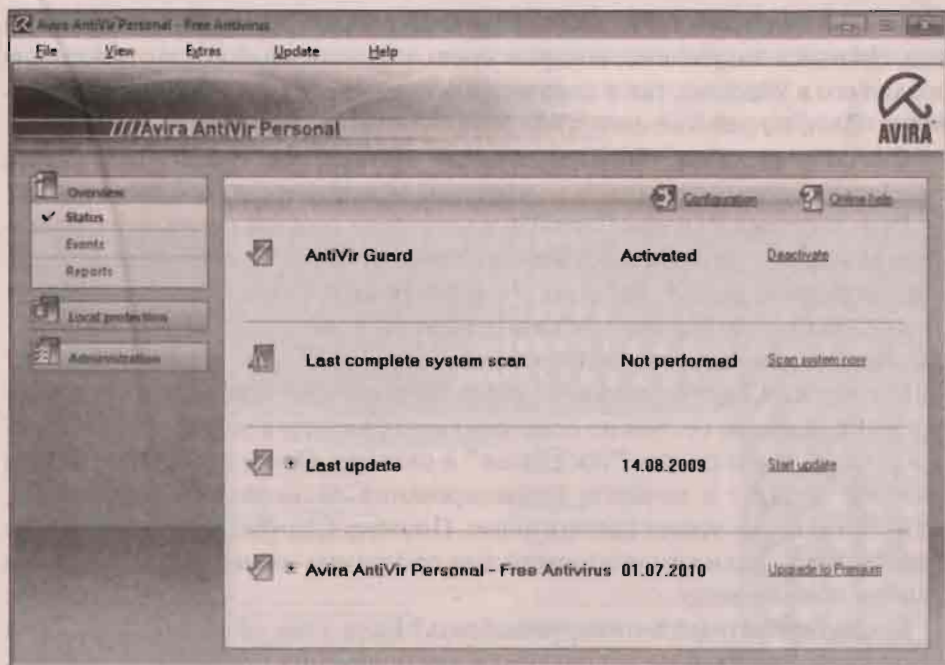 Avira AntiVir Personal - Free Antivirus
File View Extras Update Help
///Avira AntiVir Personal
AVIRA
Overview
Status
Events
Reports
Local protection
Administration
Configuration Online help
AntiVir Guard Activated Deactivate
Last complete system scan Not performed Scan system now
+ Last update 14.08.2009 Start update
+ Avira AntiVir Personal - Free Antivirus 01.07.2010 Upgrade to Premium